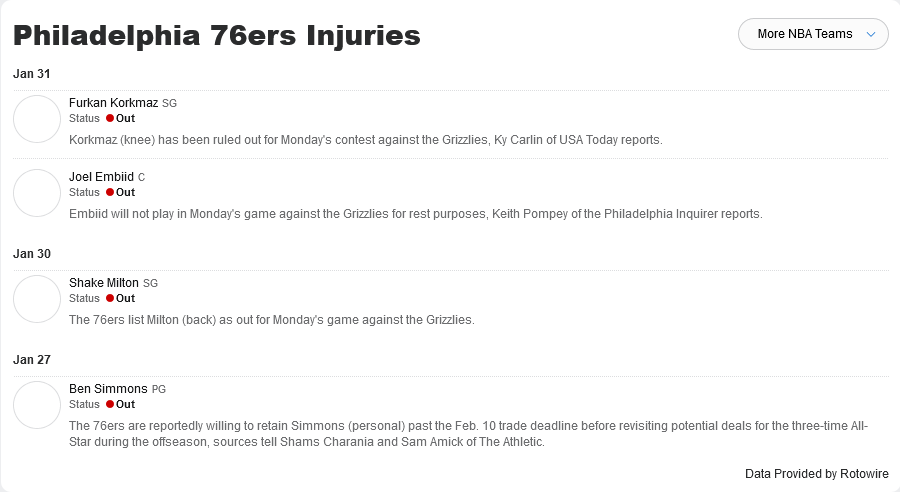 Philadelphia 76ers Injuries
More NBA Teams
Jan 31
Furkan Korkmaz SG
Status Out
Korkmaz (knee) has been ruled out for Monday's contest against the Grizzlies, Ky Carlin of USA Today reports.
Joel Embiid C
Status Out
Embiid will not play in Monday's game against the Grizzlies for rest purposes, Keith Pompey of the Philadelphia Inquirer reports.
Jan 30
Shake Milton SG
Status Out
The 76ers list Milton (back) as out for Monday's game against the Grizzlies.
Jan 27
Ben Simmons PG
Status Out
The 76ers are reportedly willing to retain Simmons (personal) past the Feb. 10 trade deadline before revisiting potential deals for the three-time All-
Star during the offseason, sources tell Shams Charania and Sam Amick of The Athletic.
Data Provided by Rotowire